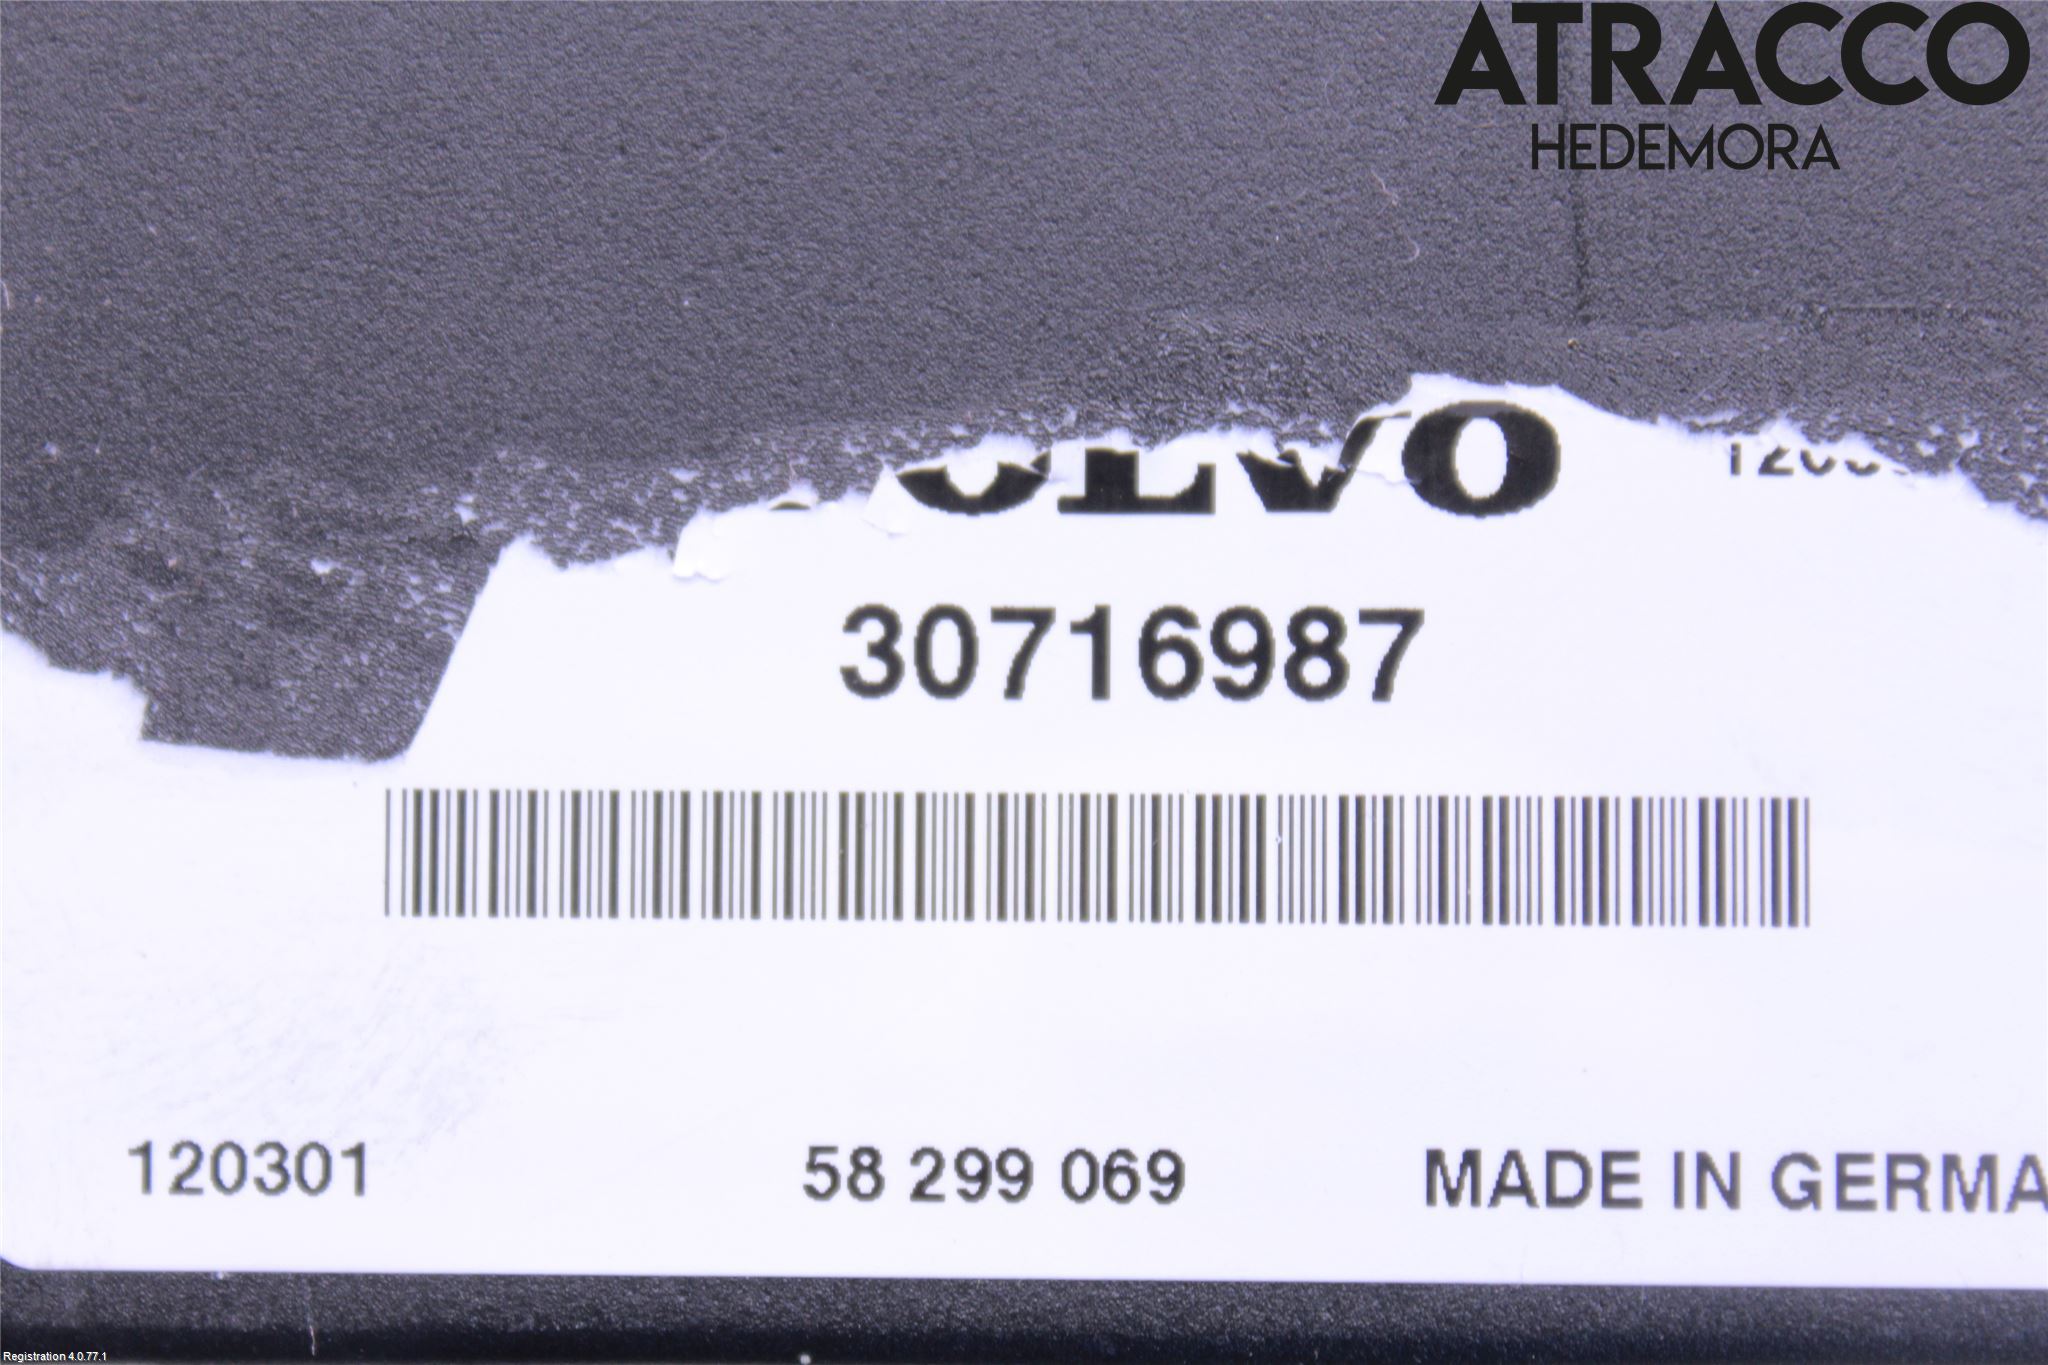 ATRACCO
HEDEMORA
OLVO
30716987
120301
58 299 069
MADE IN GERMA
Registration 4.0.77.1